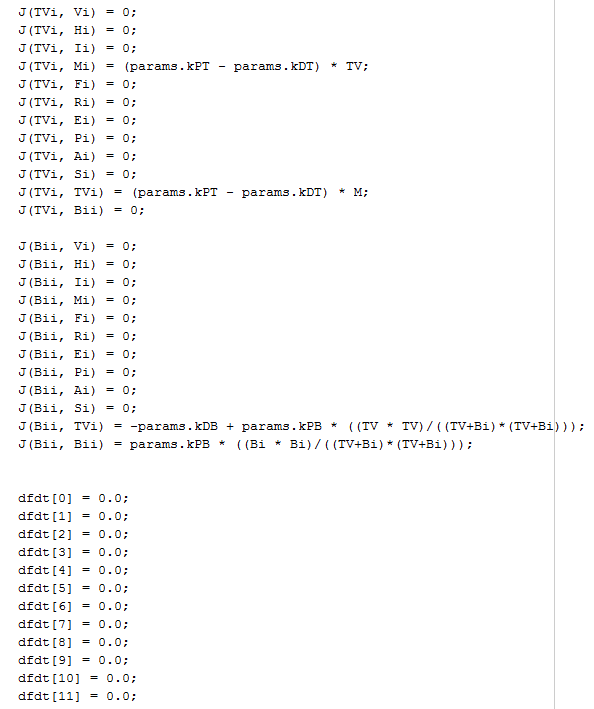 J(TVi, Vi) = 0;
J(TVi, Hi) = 0;
J(TVi, Ii) = 0;
J(TVi, Mi) = (params.kPT - params.kDT) * TV;
J(TVi, Fi) = 0;
J(TVi, Ri) = 0;
J(TVi, Ei) = 0;
J(TVi, Pi) = 0;
J(TVi, Ai) = 0;
J(TVi, Si) = 0;
J(TVi, TVi) = (params.kPT - params.kDT) * M;
J(TVi, Bii) = 0;
J(Bii, Vi) = 0;
J(Bii, Hi) = 0;
J(Bii, Ii) = 0;
J(Bii, Mi) = 0;
J(Bii, Fi) = 0;
J(Bii, Ri) = 0;
J(Bii, Ei) = 0;
J(Bii, Pi) = 0;
J(Bii, Ai) = 0;
J(Bii, Si) = 0;
J(Bii, TVi) = -params.kDB + params.kPB * ((TV * TV)/((TV+Bi)*(TV+Bi)));
J(Bii, Bii) = params.kPB * ((Bi * Bi)/((TV+Bi)*(TV+Bi)));
dfdt[0] = 0.0;
dfdt[1] = 0.0;
dfdt[2] = 0.0;
dfdt[3] = 0.0;
dfdt[4] = 0.0;
dfdt[5] = 0.0;
dfdt[6] = 0.0;
dfdt[7] = 0.0;
dfdt[8] = 0.0;
dfdt[9] = 0.0;
dfdt[10] = 0.0;
dfdt[11] = 0.0;